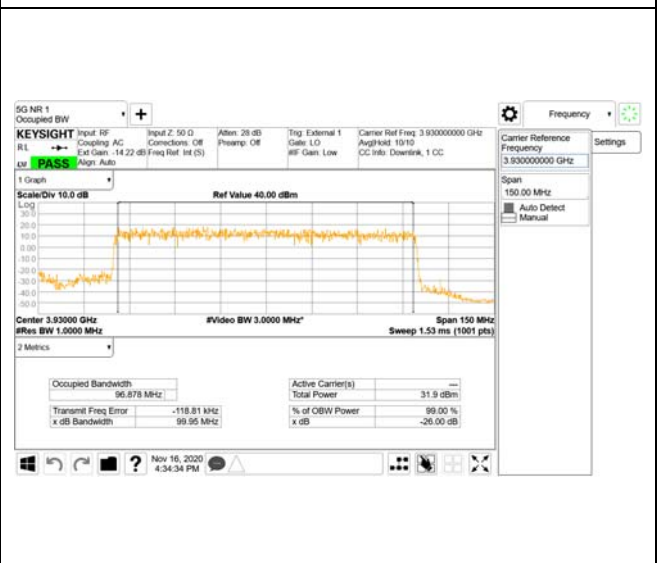 5G NR 1
Occupied BW
Frequency
KEYSIGHT Input: RF Input Z: 50 Ω Atten: 28 dB Trig: External 1 Carrier Ref Freq: 3.930000000 GHz
RL Coupling: AC Corrections: Off Preamp: Off Gate: LO Avg|Hold: 10/10
Ext Gain: -14.22 dB Freq Ref: Int (S) #IF Gain: Low CC Info: Downlink, 1 CC
PASS Align: Auto
Carrier Reference
Frequency
3.930000000 GHz
Settings
Span
150.00 MHz
Auto Detect
Manual
1 Graph
Scale/Div 10.0 dB Ref Value 40.00 dBm
Log
30.0
20.0
10.0
0.00
-10.0
-20.0
-30.0
-40.0
-50.0
Center 3.93000 GHz #Video BW 3.0000 MHz* Span 150 MHz
#Res BW 1.0000 MHz Sweep 1.53 ms (1001 pts)
2 Metrics
Occupied Bandwidth
96.878 MHz
Transmit Freq Error -118.81 kHz
x dB Bandwidth 99.95 MHz
Active Carrier(s) —
Total Power 31.9 dBm
% of OBW Power 99.00 %
x dB -26.00 dB
?
Nov 16, 2020
4:34:34 PM